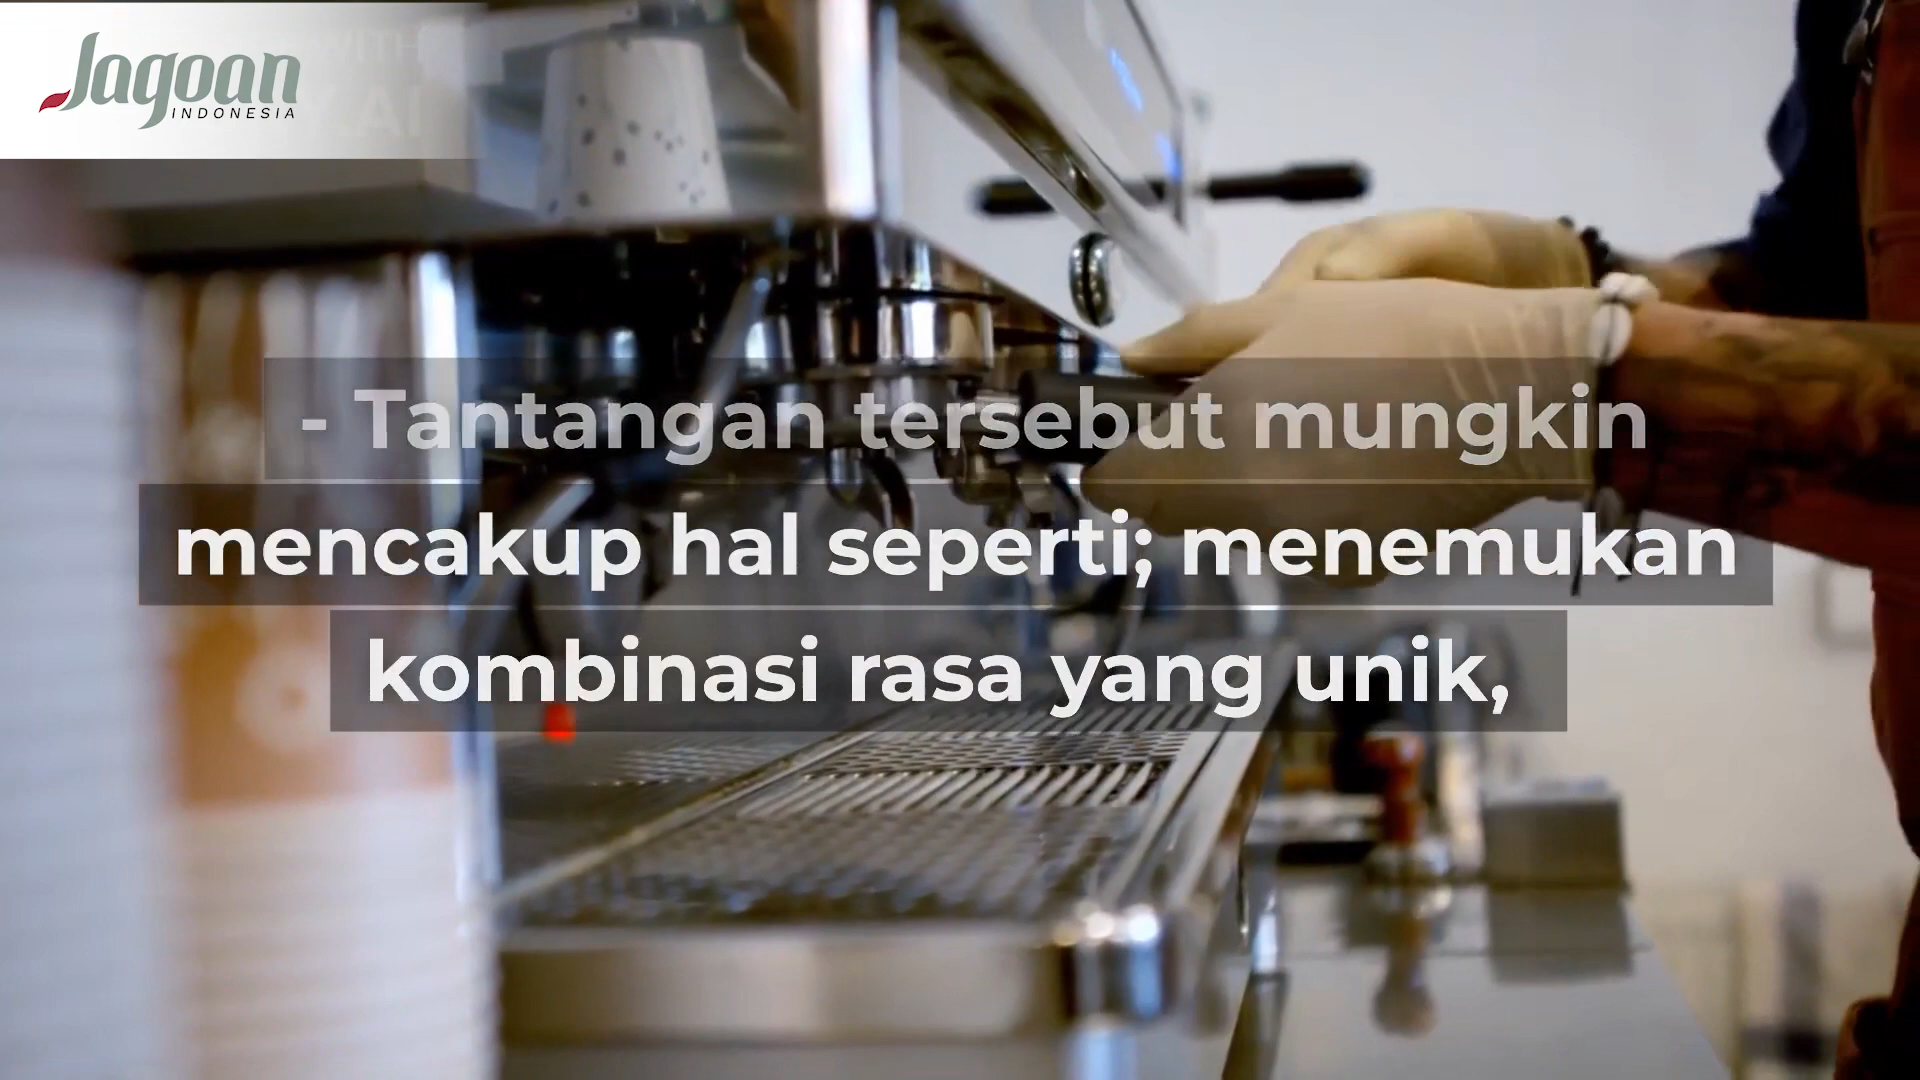 Jagoan
INDONESIA
- Tantangan tersebut mungkin
mencakup hal seperti; menemukan
kombinasi rasa yang unik,